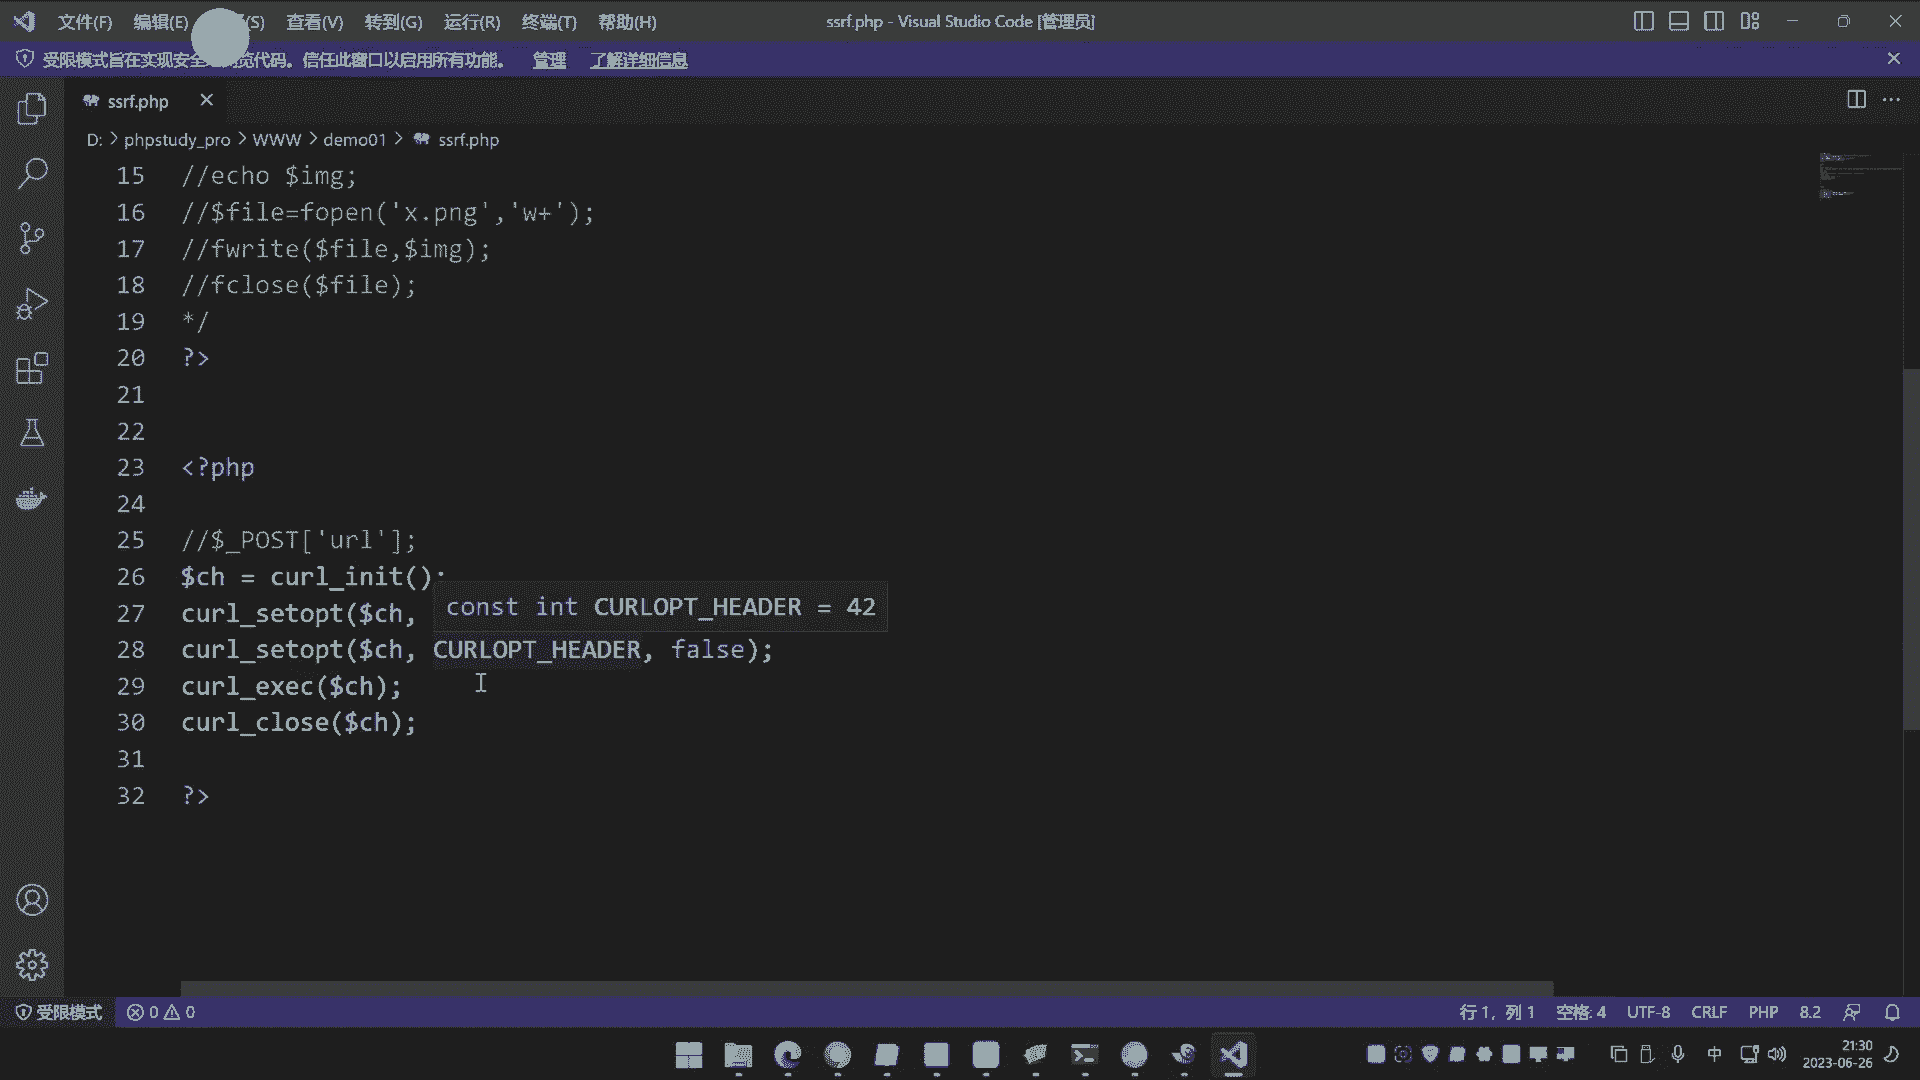 文件(F) 编辑(E) (S) 查看(V) 转到(G) 运行(R) 终端(T) 帮助(H) ssrf.php - Visual Studio Code [管理员]
受限模式旨在实现安全 览代码。信任此窗口以启用所有功能。 管理 了解详细信息
ssrf.php
D: > phpstudy_pro > WWW > demo01 > ssrf.php
15 //echo $img;
16 //$file=fopen('x.png','w+');
17 //fwrite($file,$img);
18 //fclose($file);
19 */
20 ?>
21
22
23 <?php
24
25 //$_POST['url'];
26 $ch = curl_init();
const int CURLOPT_HEADER = 42
27 curl_setopt($ch,
28 curl_setopt($ch, CURLOPT_HEADER, false);
29 curl_exec($ch);
30 curl_close($ch);
31
32 ?>
受限模式 0 0 行 1，列 1 空格: 4 UTF-8 CRLF PHP 8.2
中 21:30
2023-06-26